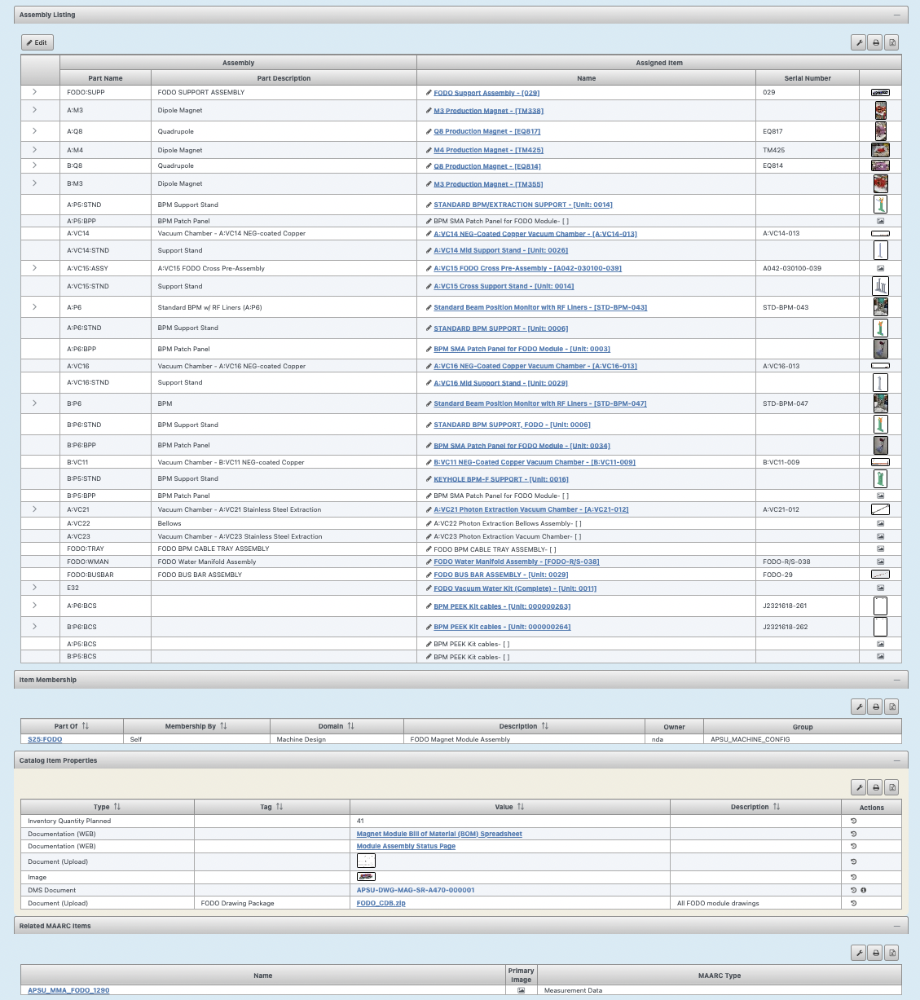 Assembly Listing
Edit
Assembly Assigned Item
Part Name Part Description Name Serial Number
FODO:SUPP FODO SUPPORT ASSEMBLY FODO Support Assembly - [029] 029
A:M3 Dipole Magnet M3 Production Magnet - [TM338]
A:Q8 Quadrupole Q8 Production Magnet - [EQ817] EQ817
A:M4 Dipole Magnet M4 Production Magnet - [TM425] TM425
B:Q8 Quadrupole Q8 Production Magnet - [EQ814] EQ814
B:M3 Dipole Magnet M3 Production Magnet - [TM355]
A:P5:STND BPM Support Stand STANDARD BPM/EXTRACTION SUPPORT - [Unit: 0014]
A:P5:BPP BPM Patch Panel BPM SMA Patch Panel for FODO Module- [ ]
A:VC14 Vacuum Chamber - A:VC14 NEG-coated Copper A:VC14 NEG-Coated Copper Vacuum Chamber - [A:VC14-013] A:VC14-013
A:VC14:STND Support Stand A:VC14 Mid Support Stand - [Unit: 0026]
A:VC15:ASSY A:VC15 FODO Cross Pre-Assembly A:VC15 FODO Cross Pre-Assembly - [A042-030100-039] A042-030100-039
A:VC15:STND Support Stand A:VC15 Cross Support Stand - [Unit: 0014]
A:P6 Standard BPM w/ RF Liners (A:P6) Standard Beam Position Monitor with RF Liners - [STD-BPM-043] STD-BPM-043
A:P6:STND BPM Support Stand STANDARD BPM SUPPORT - [Unit: 0006]
A:P6:BPP BPM Patch Panel BPM SMA Patch Panel for FODO Module - [Unit: 0003]
A:VC16 Vacuum Chamber - A:VC16 NEG-coated Copper A:VC16 NEG-Coated Copper Vacuum Chamber - [A:VC16-013] A:VC16-013
A:VC16:STND Support Stand A:VC16 Mid Support Stand - [Unit: 0029]
B:P6 BPM Standard Beam Position Monitor with RF Liners - [STD-BPM-047] STD-BPM-047
B:P6:STND BPM Support Stand STANDARD BPM SUPPORT, FODO - [Unit: 0006]
B:P6:BPP BPM Patch Panel BPM SMA Patch Panel for FODO Module - [Unit: 0034]
B:VC11 Vacuum Chamber - B:VC11 NEG-coated Copper B:VC11 NEG-Coated Copper Vacuum Chamber - [B:VC11-009] B:VC11-009
B:P5:STND BPM Support Stand KEYHOLE BPM-F SUPPORT - [Unit: 0016]
B:P5:BPP BPM Patch Panel BPM SMA Patch Panel for FODO Module- [ ]
A:VC21 Vacuum Chamber - A:VC21 Stainless Steel Extraction A:VC21 Photon Extraction Vacuum Chamber - [A:VC21-012] A:VC21-012
A:VC22 Bellows A:VC22 Photon Extraction Bellows Assembly- [ ]
A:VC23 Vacuum Chamber - A:VC23 Stainless Steel Extraction A:VC23 Photon Extraction Vacuum Chamber- [ ]
FODO:TRAY FODO BPM CABLE TRAY ASSEMBLY FODO BPM CABLE TRAY ASSEMBLY- [ ]
FODO:WMAN FODO Water Manifold Assembly FODO Water Manifold Assembly - [FODO-R/S-038] FODO-R/S-038
FODO:BUSBAR FODO BUS BAR ASSEMBLY FODO BUS BAR ASSEMBLY - [Unit: 0029] FODO-29
E32 FODO Vacuum Water Kit (Complete) - [Unit: 0011]
A:P6:BCS BPM PEEK Kit cables - [Unit: 000000263] J2321618-261
B:P6:BCS BPM PEEK Kit cables - [Unit: 000000264] J2321618-262
A:P5:BCS BPM PEEK Kit cables- [ ]
B:P5:BCS BPM PEEK Kit cables- [ ]
Item Membership
Part Of Membership By Domain Description Owner Group
S25:FODO Self Machine Design FODO Magnet Module Assembly nda APSU_MACHINE_CONFIG
Catalog Item Properties
Type Tag Value Description Actions
Inventory Quantity Planned 41
Documentation (WEB) Magnet Module Bill of Material (BOM) Spreadsheet
Documentation (WEB) Module Assembly Status Page
Document (Upload)
Image
DMS Document APSU-DWG-MAG-SR-A470-000001
Document (Upload) FODO Drawing Package FODO_CDB.zip All FODO module drawings
Related MAARC Items
Name Primary Image MAARC Type
APSU_MMA_FODO_1290 Measurement Data